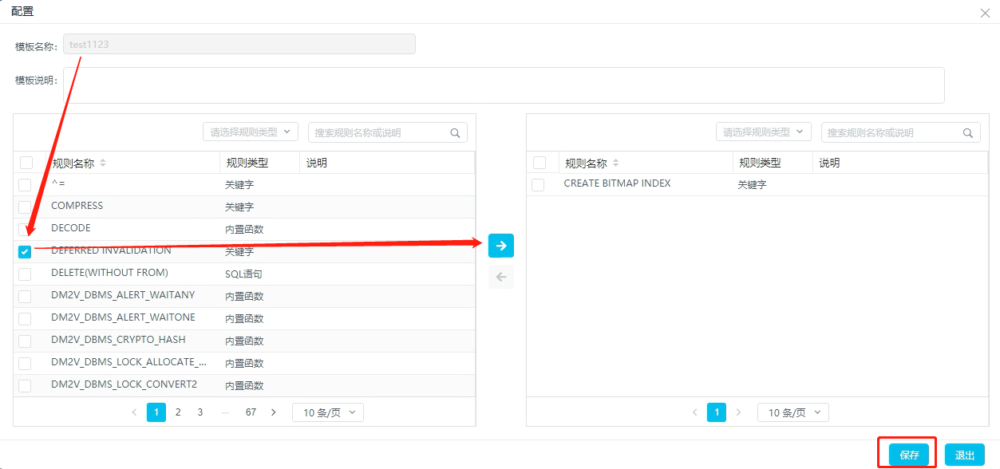 配置
模板名称： test1123
模板说明：
请选择规则类型 搜索规则名称或说明
规则名称 规则类型 说明
^= 关键字
COMPRESS 关键字
DECODE 内置函数
DEFERRED INVALIDATION 关键字
DELETE(WITHOUT FROM) SQL语句
DM2V_DBMS_ALERT_WAITANY 内置函数
DM2V_DBMS_ALERT_WAITONE 内置函数
DM2V_DBMS_CRYPTO_HASH 内置函数
DM2V_DBMS_LOCK_ALLOCATE_... 内置函数
DM2V_DBMS_LOCK_CONVERT2 内置函数
1 2 3 ... 67 10 条/页
请选择规则类型 搜索规则名称或说明
规则名称 规则类型 说明
CREATE BITMAP INDEX 关键字
1 10 条/页
保存 退出